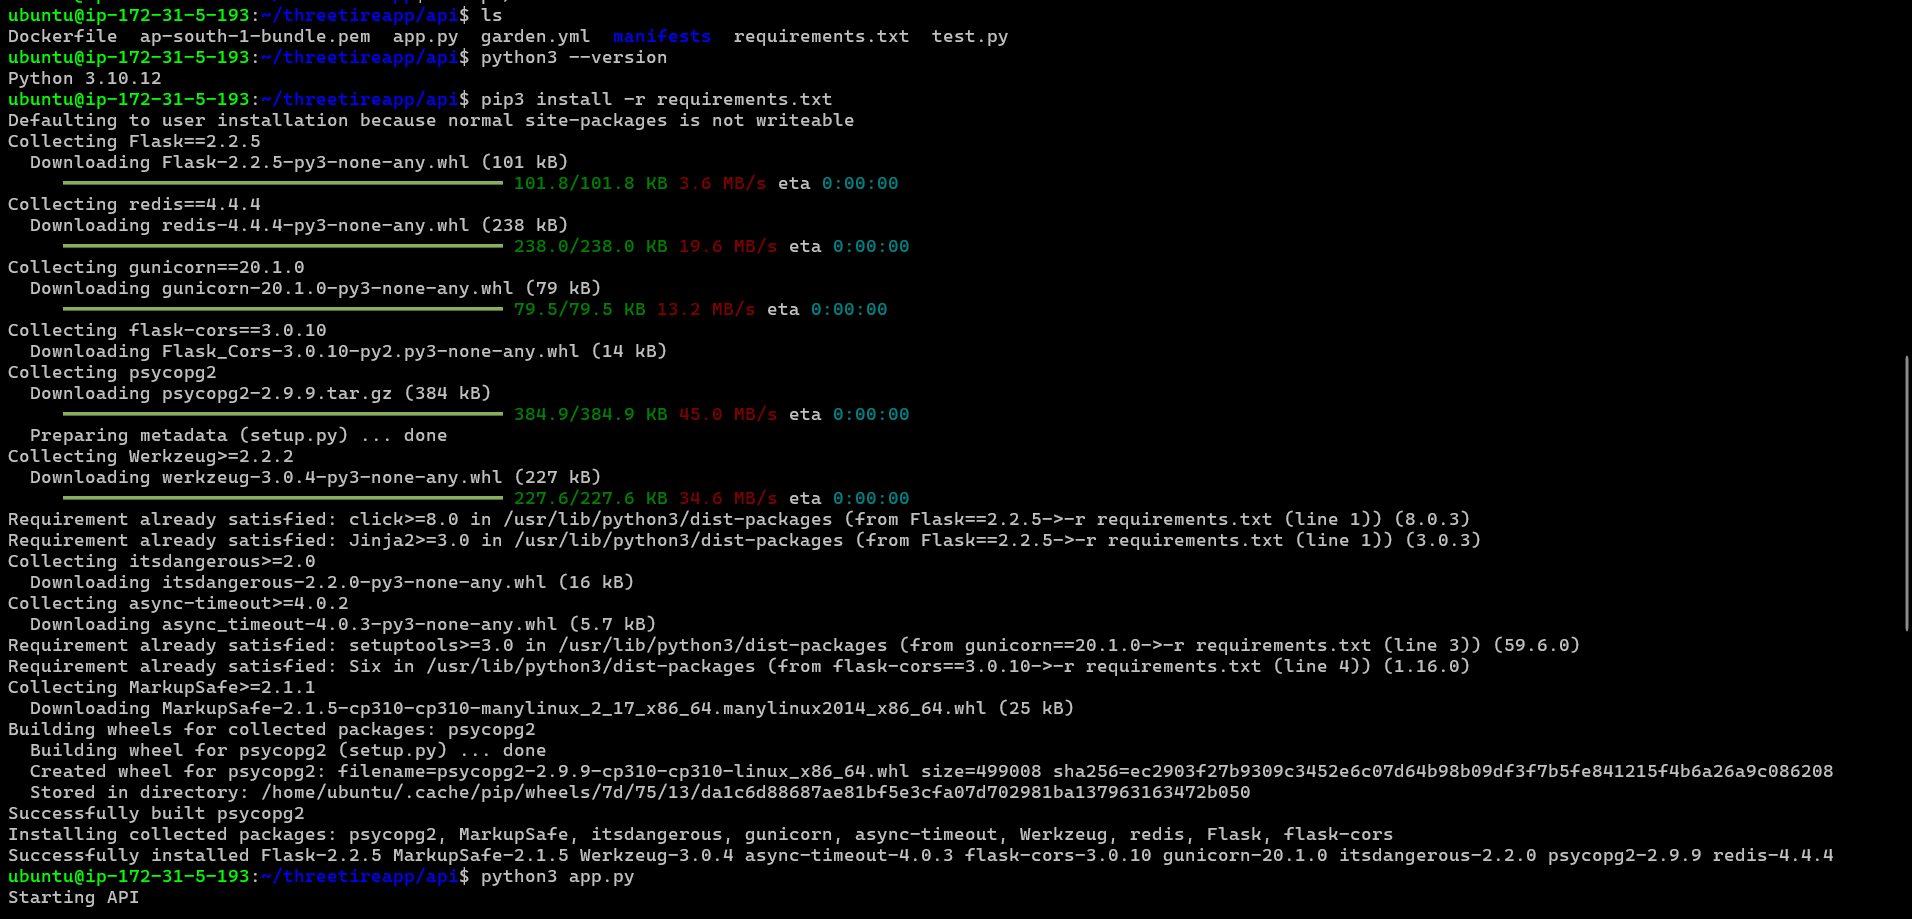 ubuntu@ip-172-31-5-193:~/threetireapp/api$ ls
Dockerfile  ap-south-1-bundle.pem  app.py  garden.yml  manifests  requirements.txt  test.py
ubuntu@ip-172-31-5-193:~/threetireapp/api$ python3 --version
Python 3.10.12
ubuntu@ip-172-31-5-193:~/threetireapp/api$ pip3 install -r requirements.txt
Defaulting to user installation because normal site-packages is not writeable
Collecting Flask==2.2.5
  Downloading Flask-2.2.5-py3-none-any.whl (101 kB)
101.8/101.8 KB 3.6 MB/s eta 0:00:00
Collecting redis==4.4.4
  Downloading redis-4.4.4-py3-none-any.whl (238 kB)
238.0/238.0 KB 19.6 MB/s eta 0:00:00
Collecting gunicorn==20.1.0
  Downloading gunicorn-20.1.0-py3-none-any.whl (79 kB)
79.5/79.5 KB 13.2 MB/s eta 0:00:00
Collecting flask-cors==3.0.10
  Downloading Flask_Cors-3.0.10-py2.py3-none-any.whl (14 kB)
Collecting psycopg2
  Downloading psycopg2-2.9.9.tar.gz (384 kB)
384.9/384.9 KB 45.0 MB/s eta 0:00:00
  Preparing metadata (setup.py) ... done
Collecting Werkzeug>=2.2.2
  Downloading werkzeug-3.0.4-py3-none-any.whl (227 kB)
227.6/227.6 KB 34.6 MB/s eta 0:00:00
Requirement already satisfied: click>=8.0 in /usr/lib/python3/dist-packages (from Flask==2.2.5->-r requirements.txt (line 1)) (8.0.3)
Requirement already satisfied: Jinja2>=3.0 in /usr/lib/python3/dist-packages (from Flask==2.2.5->-r requirements.txt (line 1)) (3.0.3)
Collecting itsdangerous>=2.0
  Downloading itsdangerous-2.2.0-py3-none-any.whl (16 kB)
Collecting async-timeout>=4.0.2
  Downloading async_timeout-4.0.3-py3-none-any.whl (5.7 kB)
Requirement already satisfied: setuptools>=3.0 in /usr/lib/python3/dist-packages (from gunicorn==20.1.0->-r requirements.txt (line 3)) (59.6.0)
Requirement already satisfied: Six in /usr/lib/python3/dist-packages (from flask-cors==3.0.10->-r requirements.txt (line 4)) (1.16.0)
Collecting MarkupSafe>=2.1.1
  Downloading MarkupSafe-2.1.5-cp310-cp310-manylinux_2_17_x86_64.manylinux2014_x86_64.whl (25 kB)
Building wheels for collected packages: psycopg2
  Building wheel for psycopg2 (setup.py) ... done
  Created wheel for psycopg2: filename=psycopg2-2.9.9-cp310-cp310-linux_x86_64.whl size=499008 sha256=ec2903f27b9309c3452e6c07d64b98b09df3f7b5fe841215f4b6a26a9c086208
  Stored in directory: /home/ubuntu/.cache/pip/wheels/7d/75/13/da1c6d88687ae81bf5e3cfa07d702981ba137963163472b050
Successfully built psycopg2
Installing collected packages: psycopg2, MarkupSafe, itsdangerous, gunicorn, async-timeout, Werkzeug, redis, Flask, flask-cors
Successfully installed Flask-2.2.5 MarkupSafe-2.1.5 Werkzeug-3.0.4 async-timeout-4.0.3 flask-cors-3.0.10 gunicorn-20.1.0 itsdangerous-2.2.0 psycopg2-2.9.9 redis-4.4.4
ubuntu@ip-172-31-5-193:~/threetireapp/api$ python3 app.py
Starting API